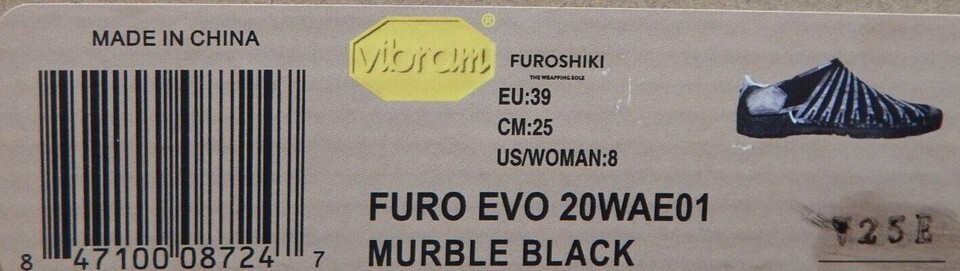 MADE IN CHINA
vibram®
FUROSHIKI
THE WRAPPING SOLE
EU:39
CM:25
US/WOMAN:8
FURO EVO 20WAE01
MURBLE BLACK
8 47100 08724 7